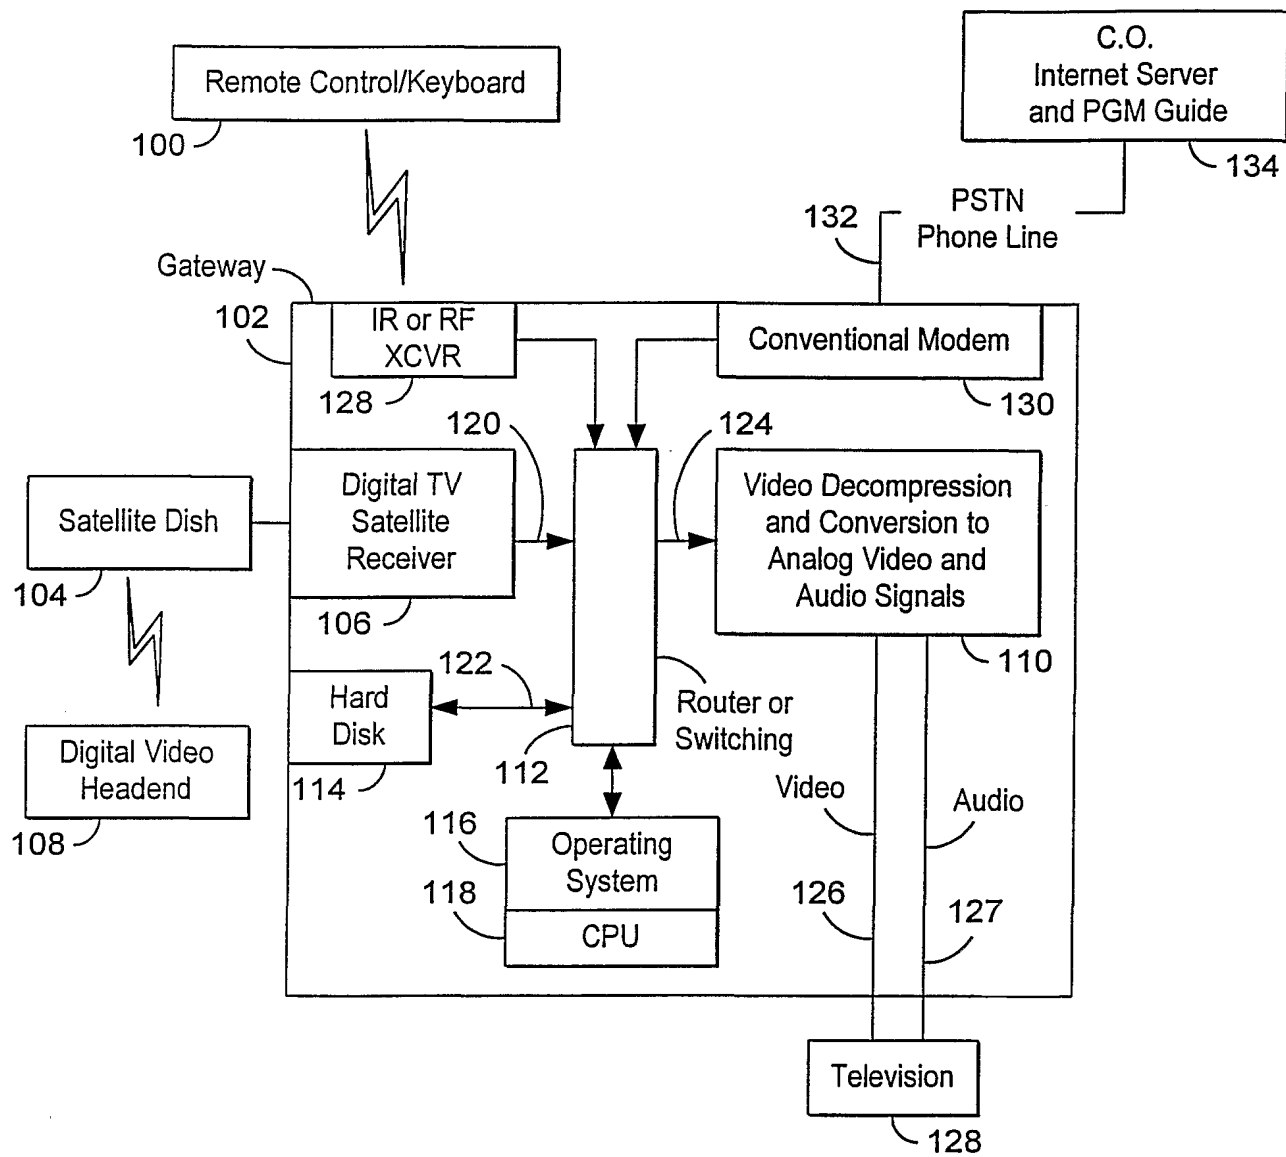 C.O.
Internet Server
and PGM Guide
134
Remote Control/Keyboard
100
PSTN
Phone Line
132
Gateway
102
IR or RF
XCVR
128
Conventional Modem
130
120
124
Digital TV
Satellite
Receiver
106
Video Decompression
and Conversion to
Analog Video and
Audio Signals
110
Satellite Dish
104
122
Hard
Disk
114
112
Router or
Switching
Digital Video
Headend
108
Video
Audio
116
Operating
System
118
CPU
126
127
Television
128